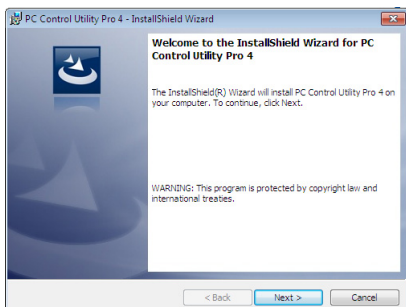 PC Control Utility Pro 4 - InstallShield Wizard
Welcome to the InstallShield Wizard for PC
Control Utility Pro 4
The InstallShield(R) Wizard will install PC Control Utility Pro 4 on
your computer. To continue, click Next.
WARNING: This program is protected by copyright law and
international treaties.
< Back
Next >
Cancel